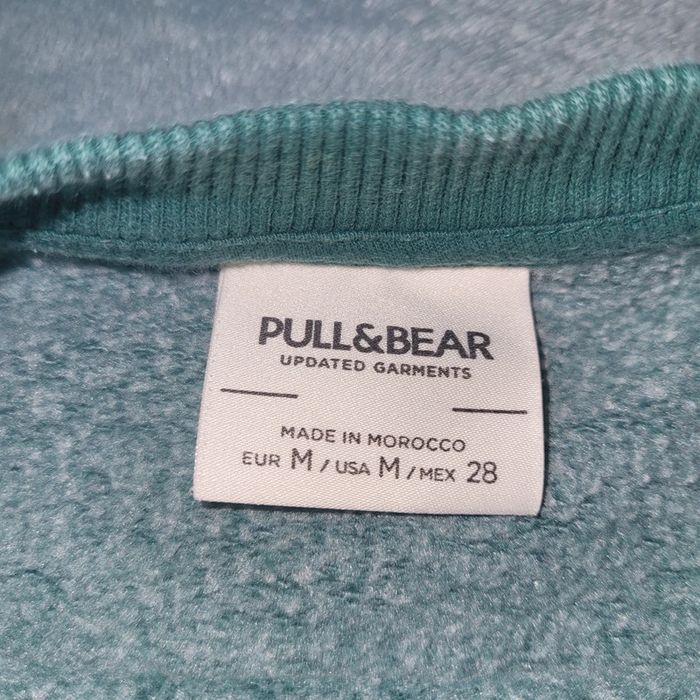 PULL&BEAR
UPDATED GARMENTS
MADE IN MOROCCO
EUR M / USA M / MEX 28